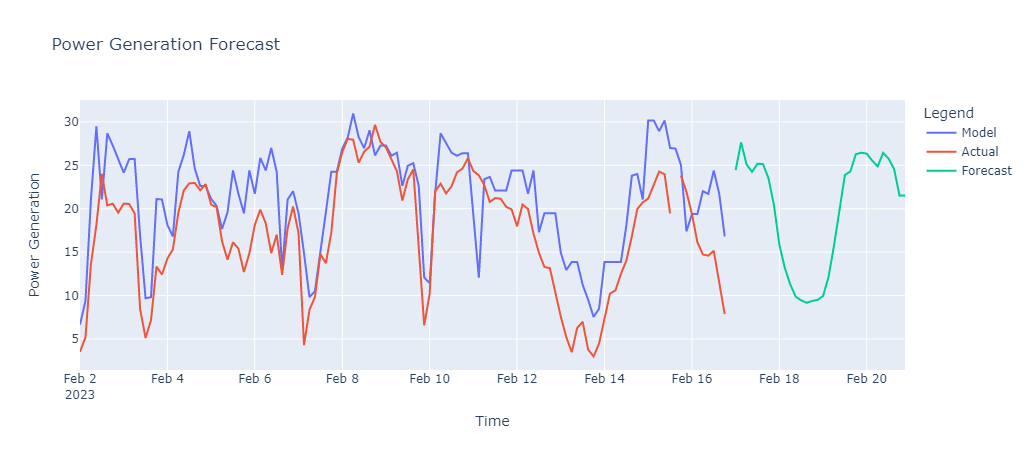 Power Generation Forecast
Power Generation
30
25
20
15
10
5
Feb 2
2023
Feb 4
Feb 6
Feb 8
Feb 10
Feb 12
Feb 14
Feb 16
Feb 18
Feb 20
Time
Legend
Model
Actual
Forecast